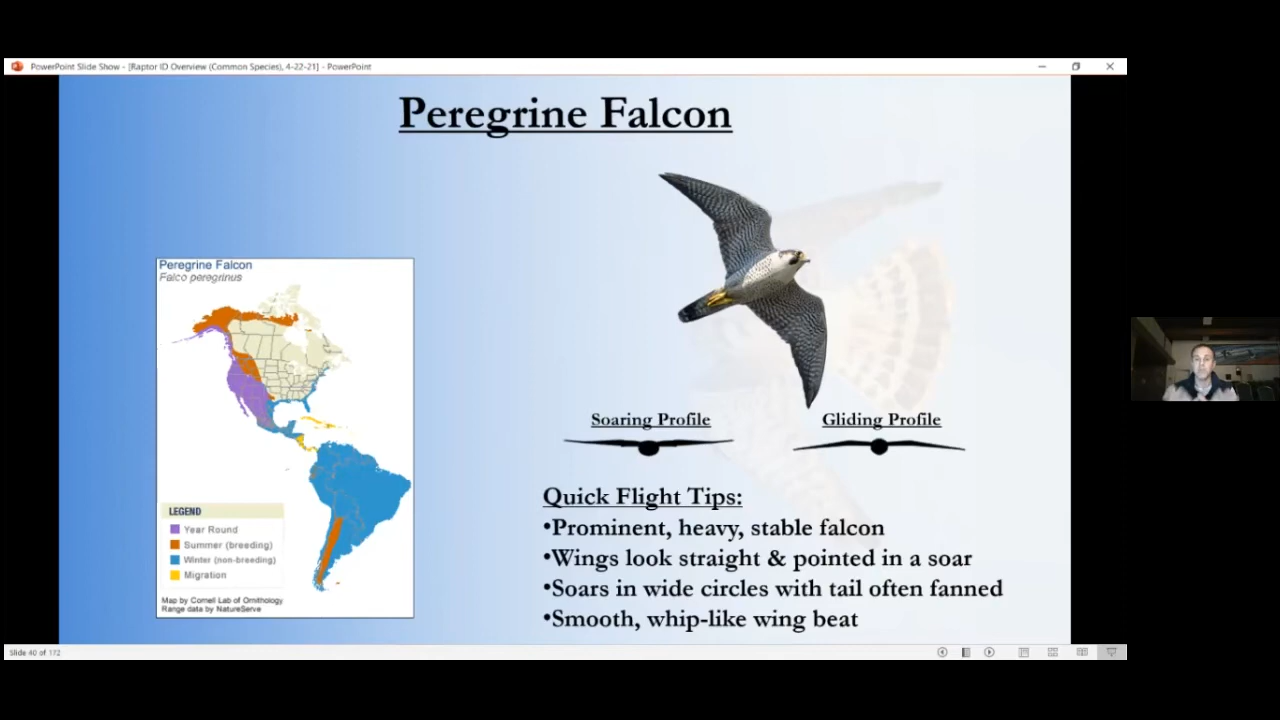 PowerPoint Slide Show - [Raptor ID Overview (Common Species), 4-22-21] - PowerPoint
Peregrine Falcon
Peregrine Falcon
Falco peregrinus
LEGEND
Year Round
Summer (breeding)
Winter (non-breeding)
Migration
Map by Cornell Lab of Ornithology
Range data by NatureServe
Soaring Profile
Gliding Profile
Quick Flight Tips:
•Prominent, heavy, stable falcon
•Wings look straight & pointed in a soar
•Soars in wide circles with tail often fanned
•Smooth, whip-like wing beat
Slide 40 of 172